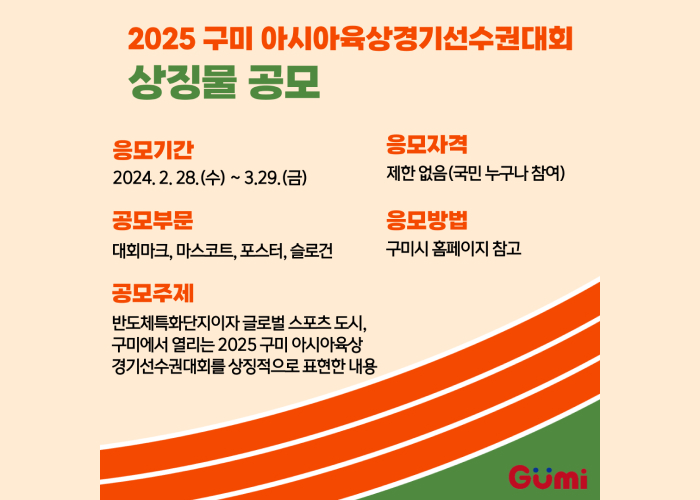 2025 구미 아시아육상경기선수권대회
상징물 공모
응모기간
2024. 2. 28.(수) ~ 3.29.(금)
응모자격
제한 없음(국민 누구나 참여)
공모부문
대회마크, 마스코트, 포스터, 슬로건
응모방법
구미시 홈페이지 참고
공모주제
반도체특화단지이자 글로벌 스포츠 도시,
구미에서 열리는 2025 구미 아시아육상
경기선수권대회를 상징적으로 표현한 내용
Gumi